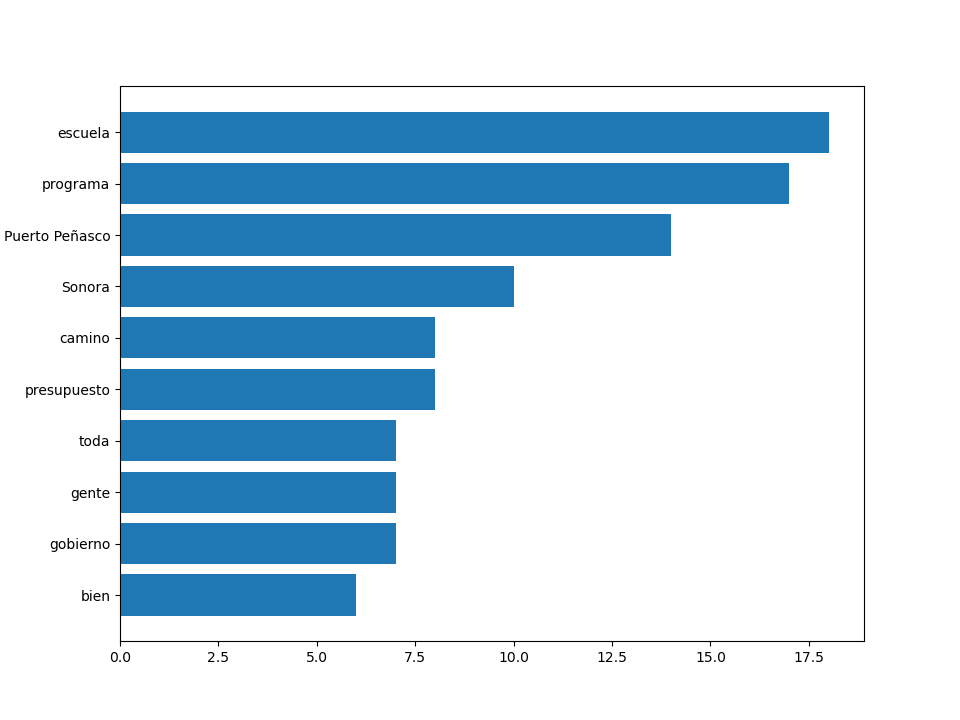 escuela
programa
Puerto Peñasco
Sonora
camino
presupuesto
toda
gente
gobierno
bien
0.0 2.5 5.0 7.5 10.0 12.5 15.0 17.5